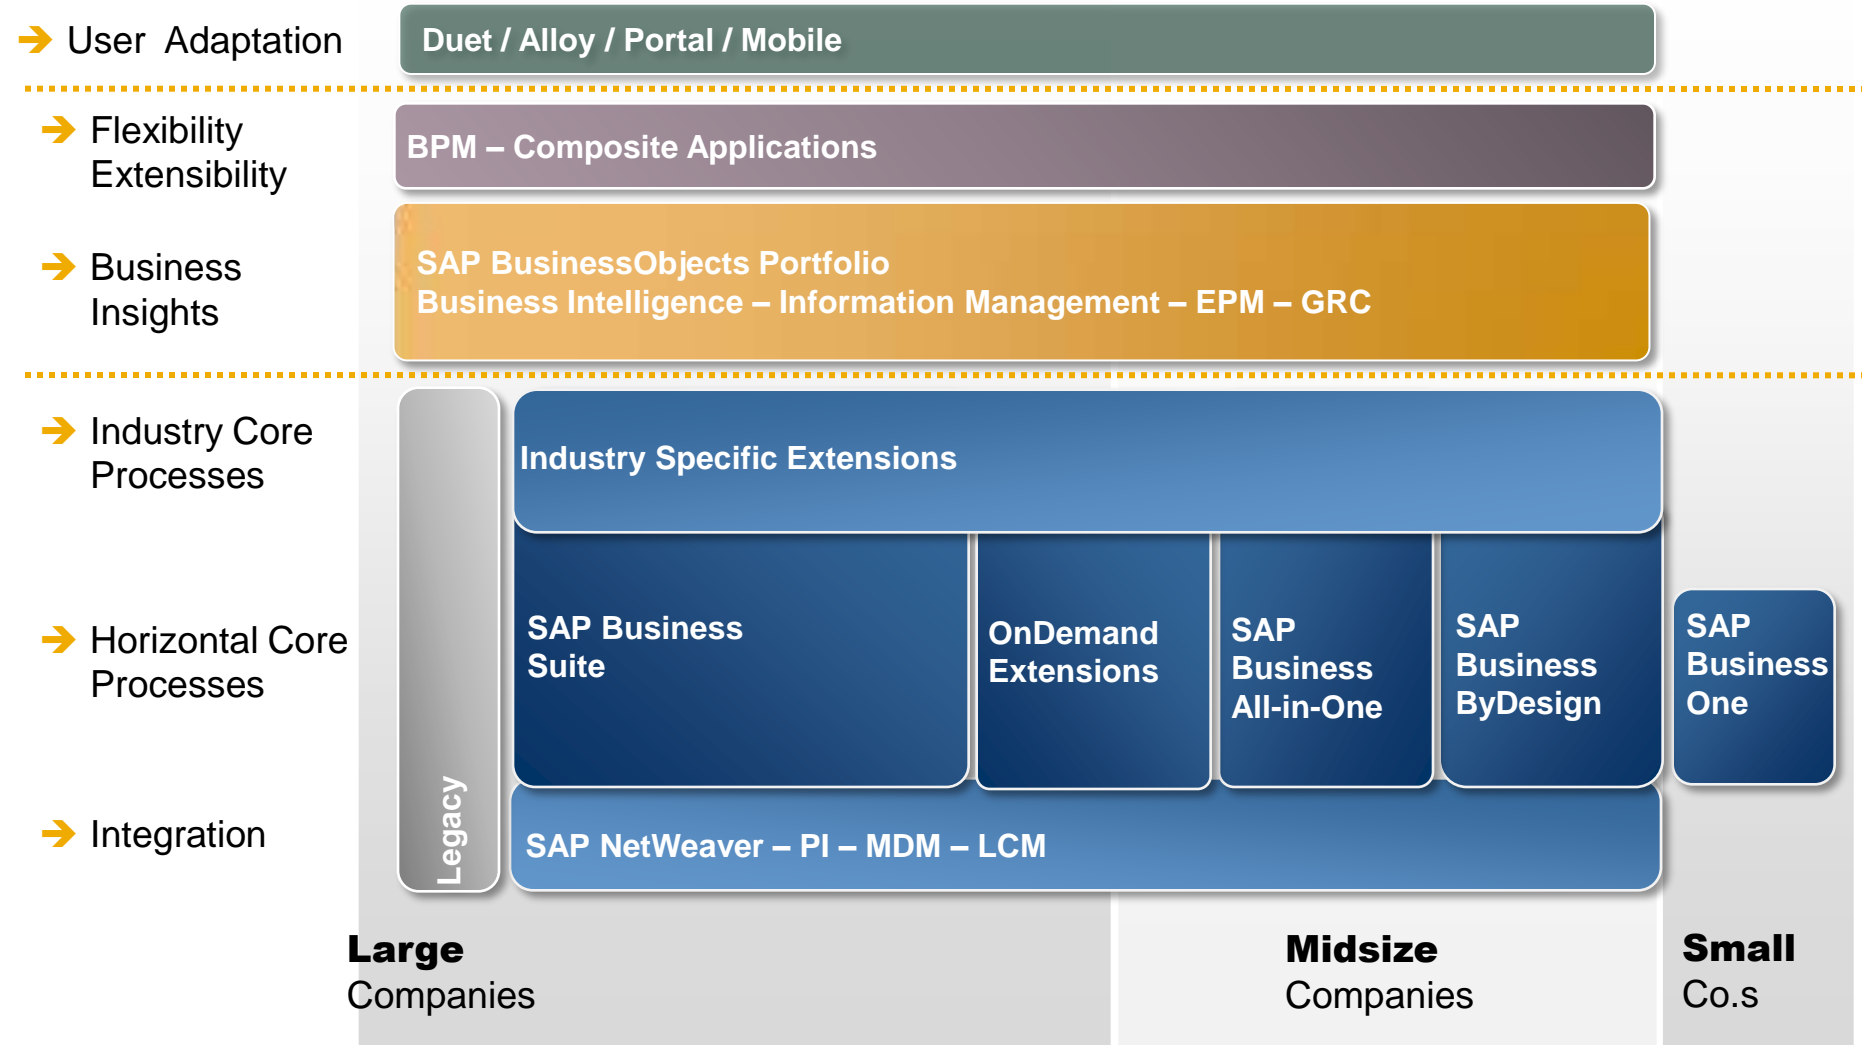 User Adaptation
Duet / Alloy / Portal / Mobile
Flexibility
Extensibility
BPM – Composite Applications
Business
Insights
SAP BusinessObjects Portfolio
Business Intelligence – Information Management – EPM – GRC
Industry Core
Processes
Industry Specific Extensions
Horizontal Core
Processes
SAP Business
Suite
OnDemand
Extensions
SAP
Business
All-in-One
SAP
Business
ByDesign
SAP
Business
One
Legacy
Integration
SAP NetWeaver – PI – MDM – LCM
Large
Companies
Midsize
Companies
Small
Co.s